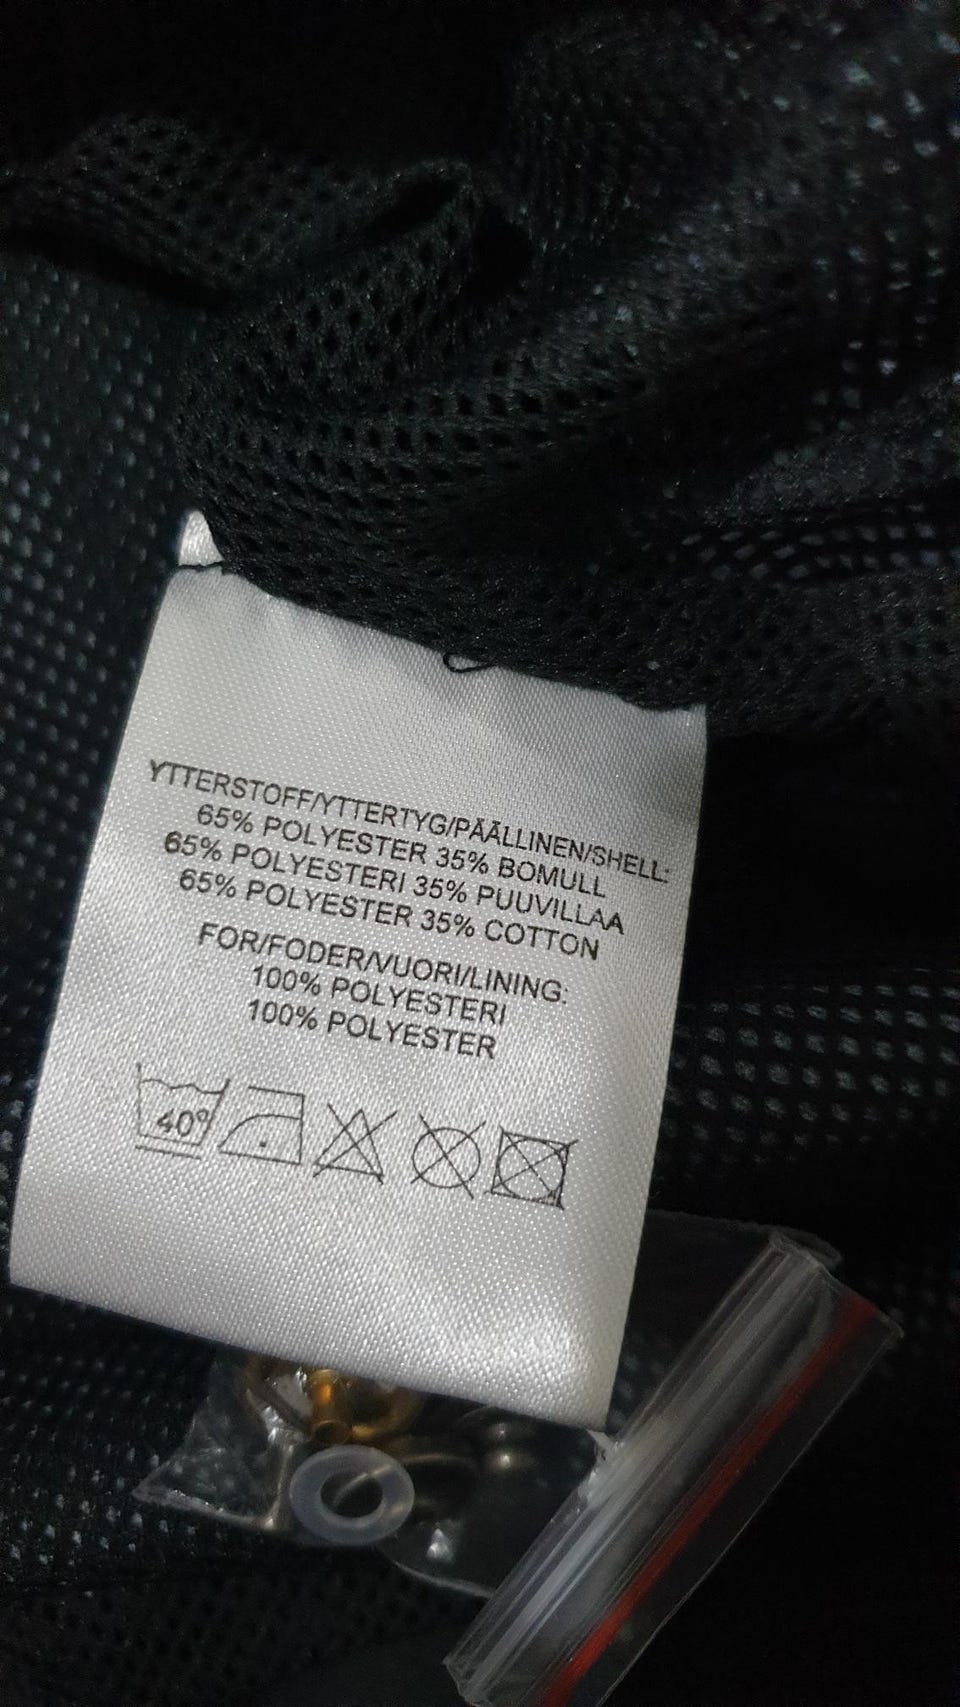 YTTERSTOFF/YTTERTYG/PÄÄLLINEN/SHELL:
65% POLYESTER 35% BOMULL
65% POLYESTERI 35% PUUVILLAA
65% POLYESTER 35% COTTON
FOR/FODER/VUORI/LINING:
100% POLYESTERI
100% POLYESTER
40°